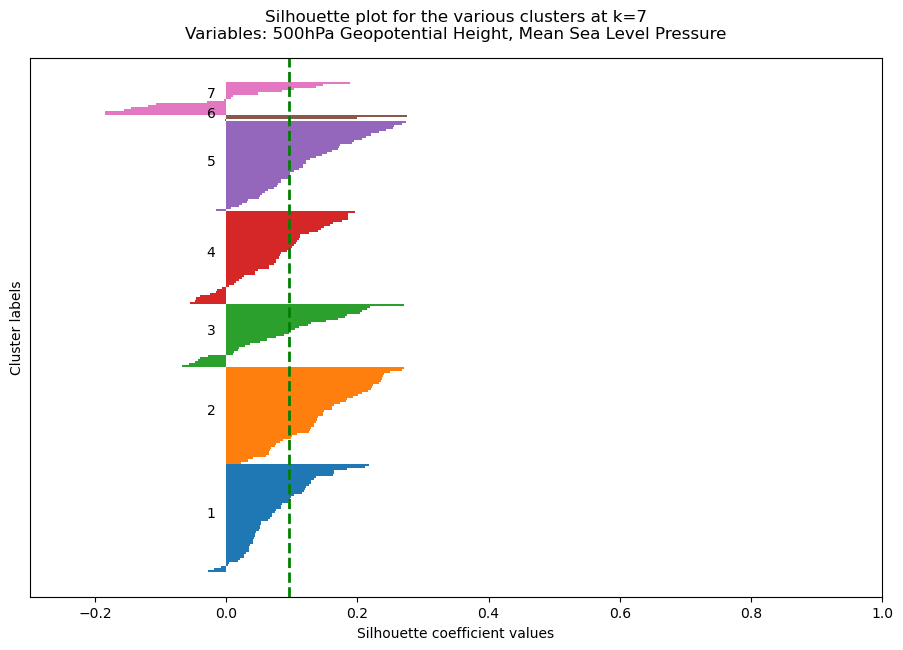 Silhouette plot for the various clusters at k=7
Variables: 500hPa Geopotential Height, Mean Sea Level Pressure
Cluster labels
7
6
5
4
3
2
1
−0.2 0.0 0.2 0.4 0.6 0.8 1.0
Silhouette coefficient values